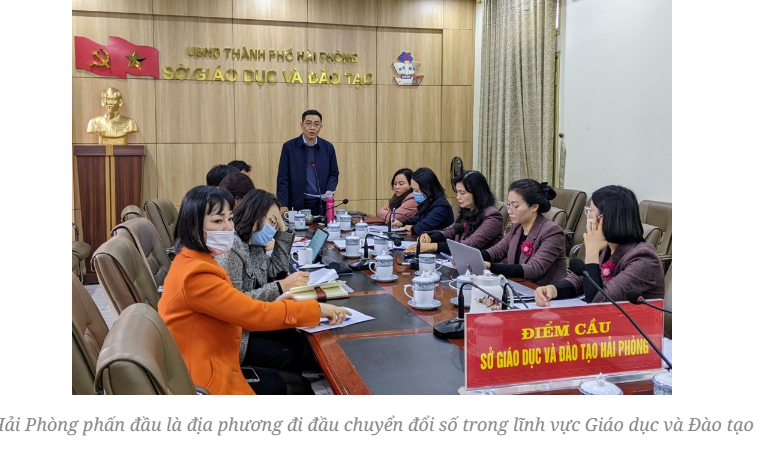 UBND THÀNH PHỐ HẢI PHÒNG
SỞ GIÁO DỤC VÀ ĐÀO TẠO
ĐIỂM CẦU
SỞ GIÁO DỤC VÀ ĐÀO TẠO HẢI PHÒNG
Hải Phòng phấn đầu là địa phương đi đầu chuyển đổi số trong lĩnh vực Giáo dục và Đào tạo